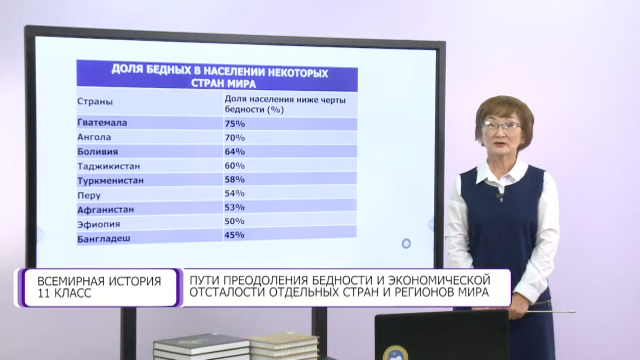 ДОЛЯ БЕДНЫХ В НАСЕЛЕНИИ НЕКОТОРЫХ
СТРАН МИРА
Страны Доля населения ниже черты
бедности (%)
Гватемала 75%
Ангола 70%
Боливия 64%
Таджикистан 60%
Туркменистан 58%
Перу 54%
Афганистан 53%
Эфиопия 50%
Бангладеш 45%
ВСЕМИРНАЯ ИСТОРИЯ
11 КЛАСС
ПУТИ ПРЕОДОЛЕНИЯ БЕДНОСТИ И ЭКОНОМИЧЕСКОЙ
ОТСТАЛОСТИ ОТДЕЛЬНЫХ СТРАН И РЕГИОНОВ МИРА